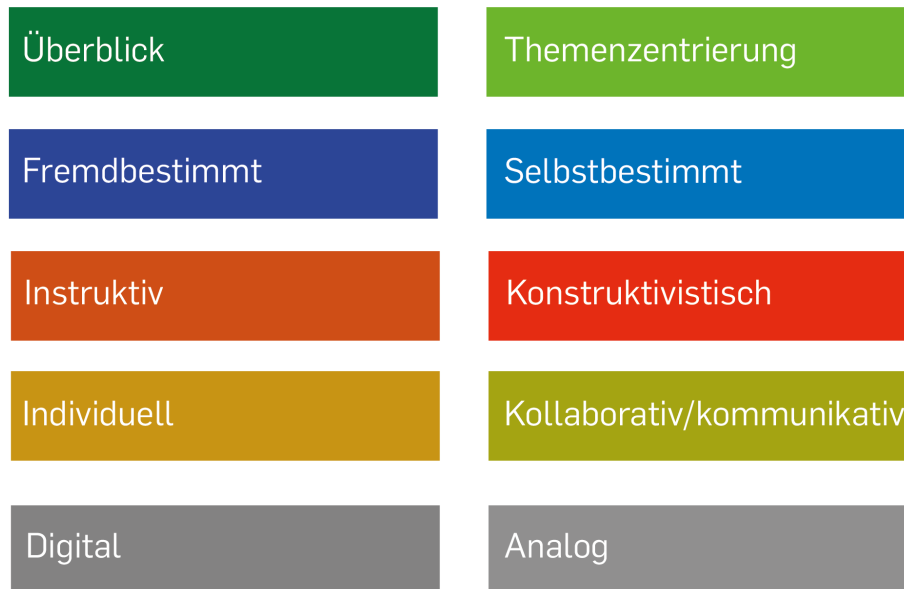 Überblick
Themenzentrierung
Fremdbestimmt
Selbstbestimmt
Instruktiv
Konstruktivistisch
Individuell
Kollaborativ/kommunikativ
Digital
Analog